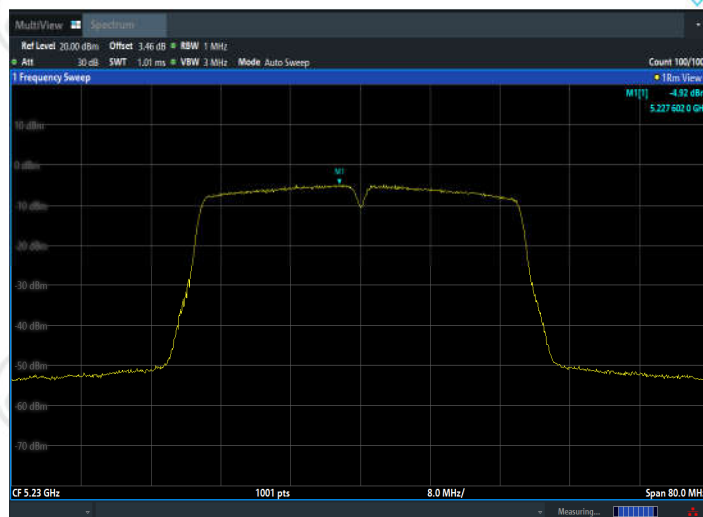 MultiView Spectrum
Ref Level 20.00 dBm Offset 3.46 dB RBW 1 MHz
Att 30 dB SWT 1.01 ms VBW 3 MHz Mode Auto Sweep Count 100/100
1 Frequency Sweep 1Rm View
M1[1] -4.92 dBm
5.227 602 0 GH
10 dBm
0 dBm
M1
-10 dBm
-20 dBm
-30 dBm
-40 dBm
-50 dBm
-60 dBm
-70 dBm
CF 5.23 GHz 1001 pts 8.0 MHz/ Span 80.0 MH
Measuring...